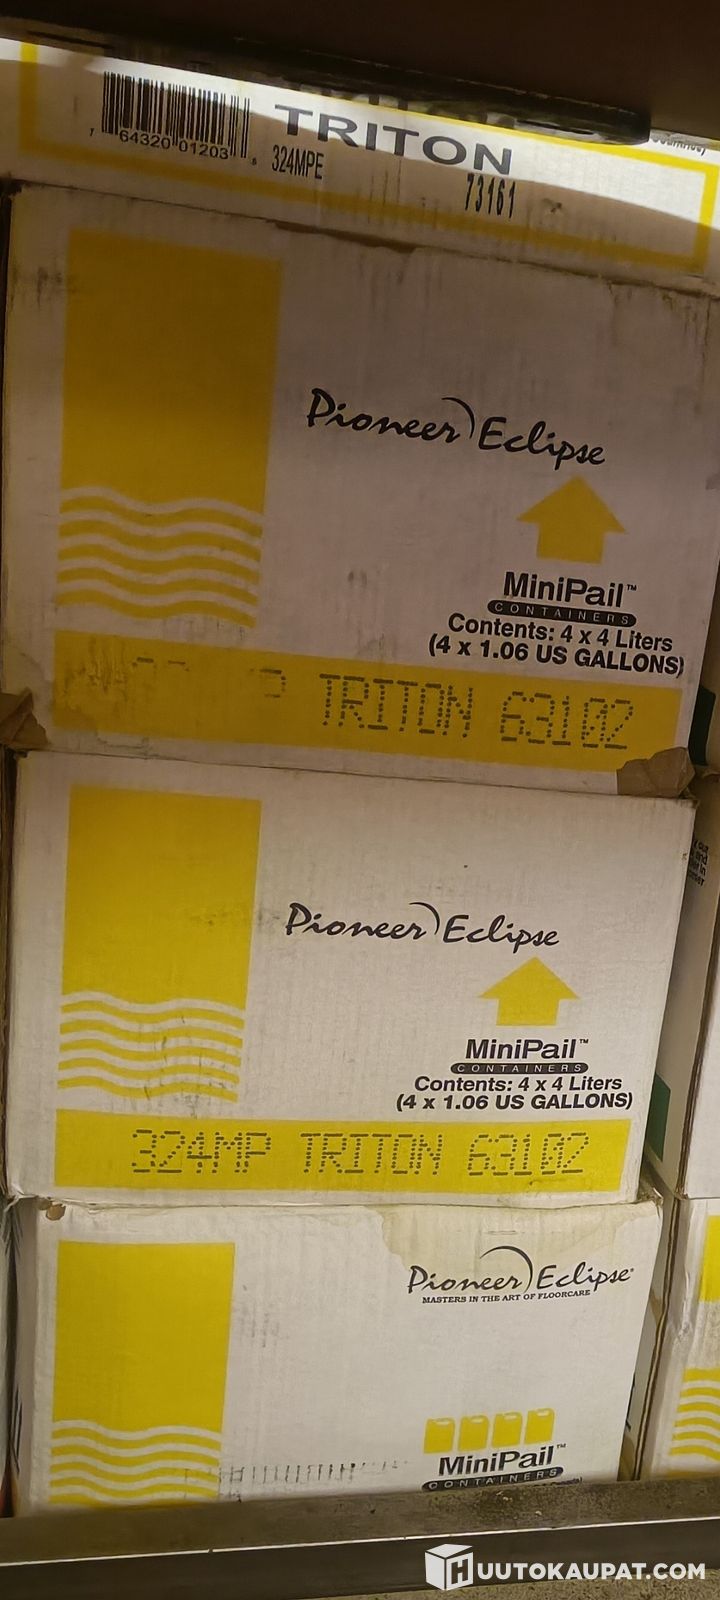 TRITON
7 64320 01203
324MPE
73161
Pioneer Eclipse
MiniPail™
CONTAINERS
Contents: 4 x 4 Liters
(4 x 1.06 US GALLONS)
TRITON 63102
Pioneer Eclipse
MiniPail™
CONTAINERS
Contents: 4 x 4 Liters
(4 x 1.06 US GALLONS)
324MP TRITON 63102
Pioneer Eclipse®
MASTERS IN THE ART OF FLOORCARE
MiniPail™
CONTAINERS
HUUTOKAUPAT.COM